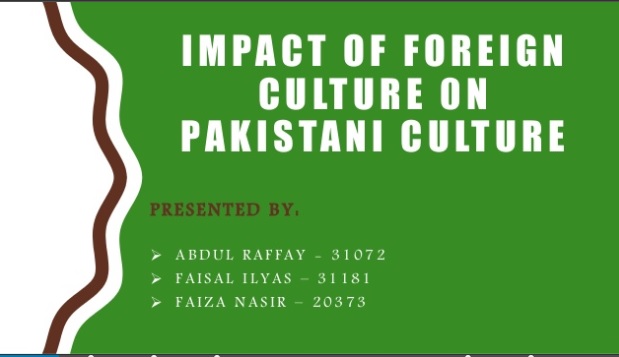 IMPACT OF FOREIGN
CULTURE ON
PAKISTANI CULTURE
PRESENTED BY:
➢ ABDUL RAFFAY – 31072
➢ FAISAL ILYAS – 31181
➢ FAIZA NASIR – 20373